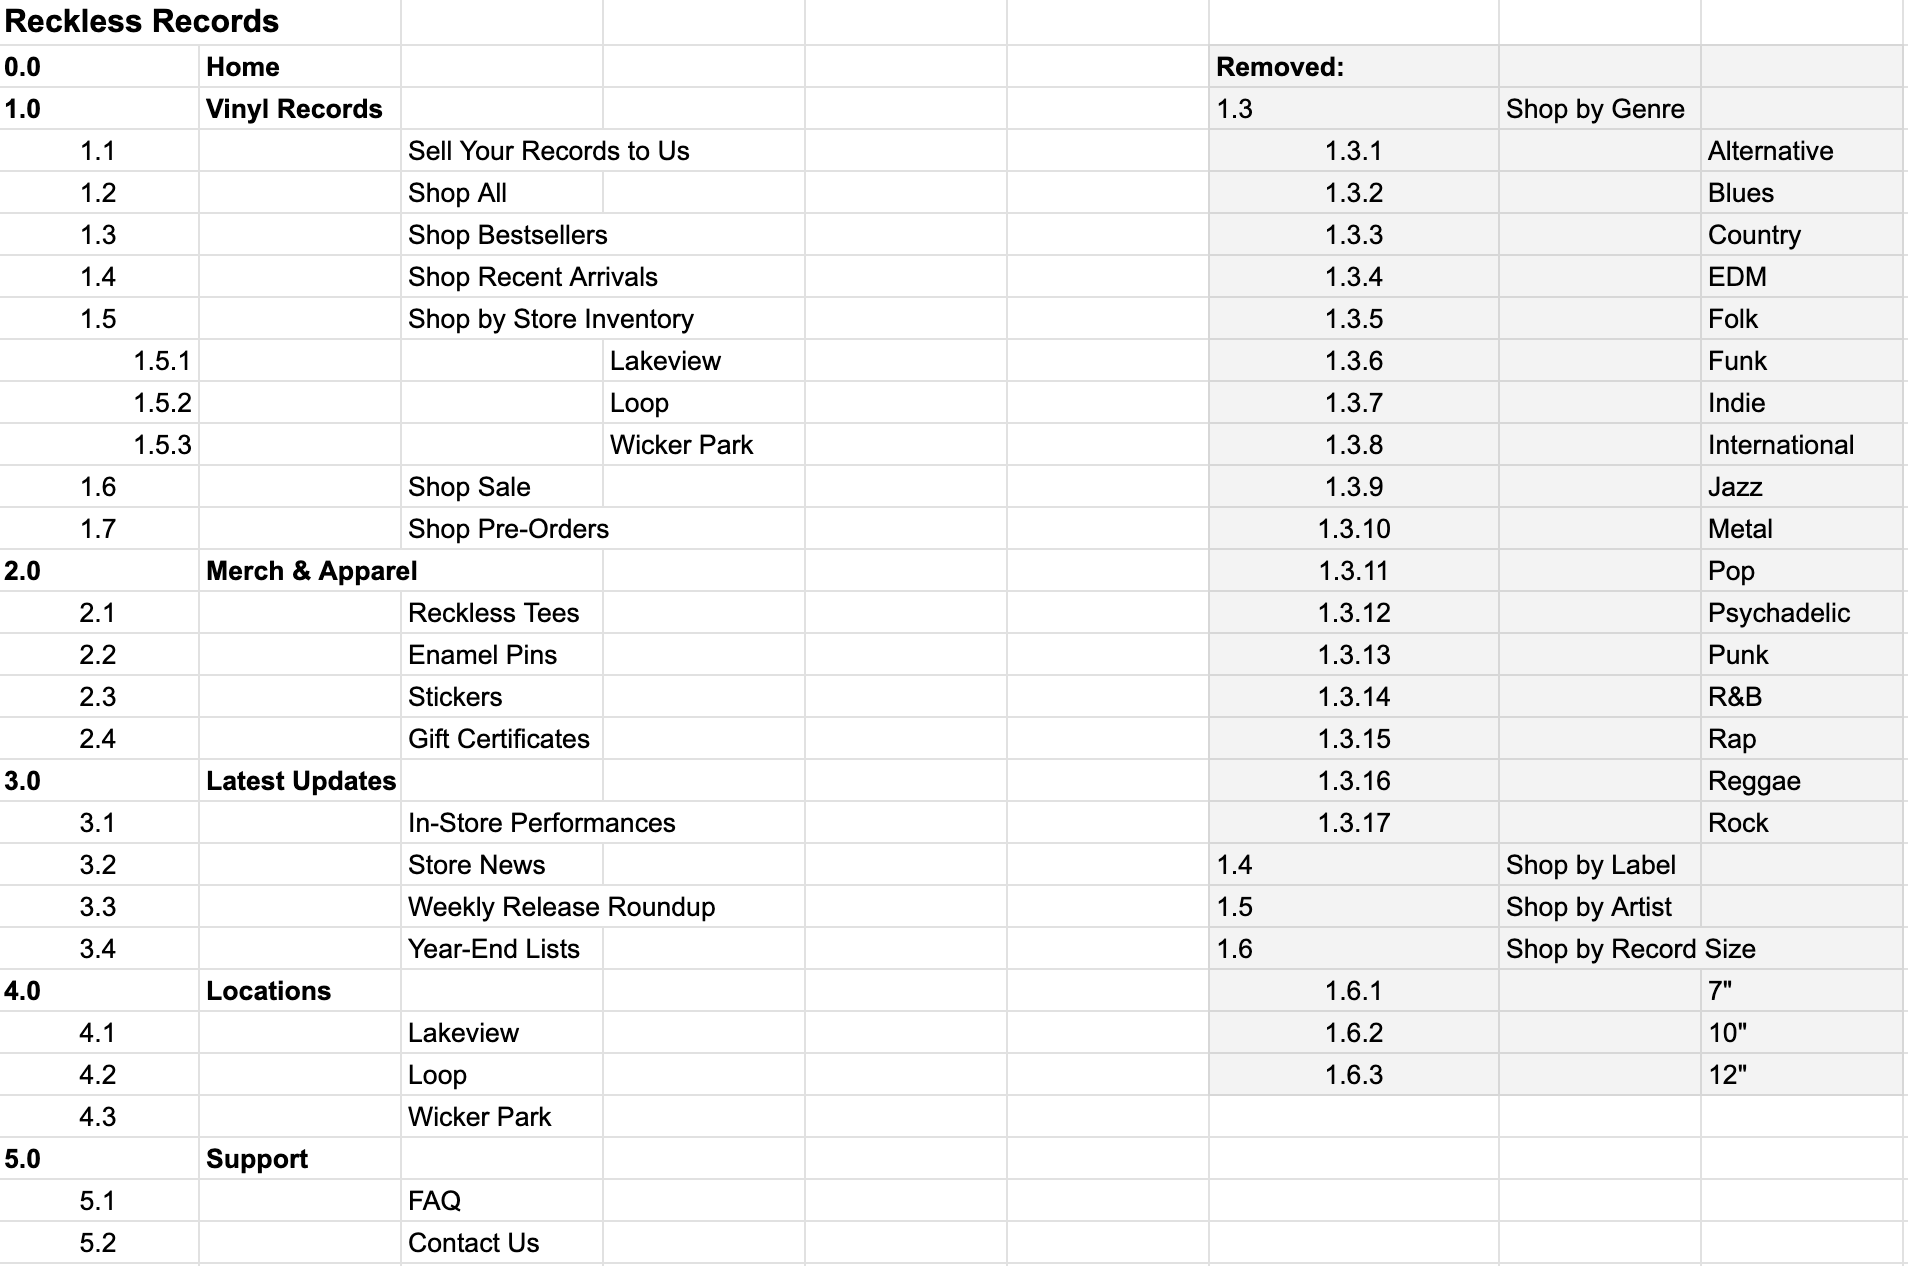 Reckless Records
0.0 Home Removed:
1.0 Vinyl Records 1.3 Shop by Genre
1.1 Sell Your Records to Us 1.3.1 Alternative
1.2 Shop All 1.3.2 Blues
1.3 Shop Bestsellers 1.3.3 Country
1.4 Shop Recent Arrivals 1.3.4 EDM
1.5 Shop by Store Inventory 1.3.5 Folk
1.5.1 Lakeview 1.3.6 Funk
1.5.2 Loop 1.3.7 Indie
1.5.3 Wicker Park 1.3.8 International
1.6 Shop Sale 1.3.9 Jazz
1.7 Shop Pre-Orders 1.3.10 Metal
2.0 Merch & Apparel 1.3.11 Pop
2.1 Reckless Tees 1.3.12 Psychadelic
2.2 Enamel Pins 1.3.13 Punk
2.3 Stickers 1.3.14 R&B
2.4 Gift Certificates 1.3.15 Rap
3.0 Latest Updates 1.3.16 Reggae
3.1 In-Store Performances 1.3.17 Rock
3.2 Store News 1.4 Shop by Label
3.3 Weekly Release Roundup 1.5 Shop by Artist
3.4 Year-End Lists 1.6 Shop by Record Size
4.0 Locations 1.6.1 7"
4.1 Lakeview 1.6.2 10"
4.2 Loop 1.6.3 12"
4.3 Wicker Park
5.0 Support
5.1 FAQ
5.2 Contact Us